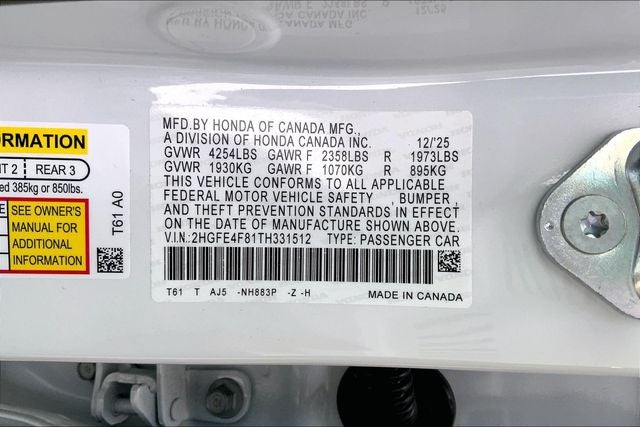 ORMATION
NT 2 REAR 3
ed 385kg or 850lbs.
SEE OWNER'S
MANUAL FOR
ADDITIONAL
INFORMATION
T61 A0
MFD.BY HONDA OF CANADA MFG.,
A DIVISION OF HONDA CANADA INC. 12/'25
GVWR 4254LBS GAWR F 2358LBS R 1973LBS
GVWR 1930KG GAWR F 1070KG R 895KG
THIS VEHICLE CONFORMS TO ALL APPLICABLE
FEDERAL MOTOR VEHICLE SAFETY , BUMPER ,
AND THEFT PREVENTION STANDARDS IN EFFECT
ON THE DATE OF MANUFACTURE SHOWN ABOVE.
V.I.N.:2HGFE4F81TH331512 TYPE: PASSENGER CAR
T61 T AJ5 -NH883P -Z -H MADE IN CANADA